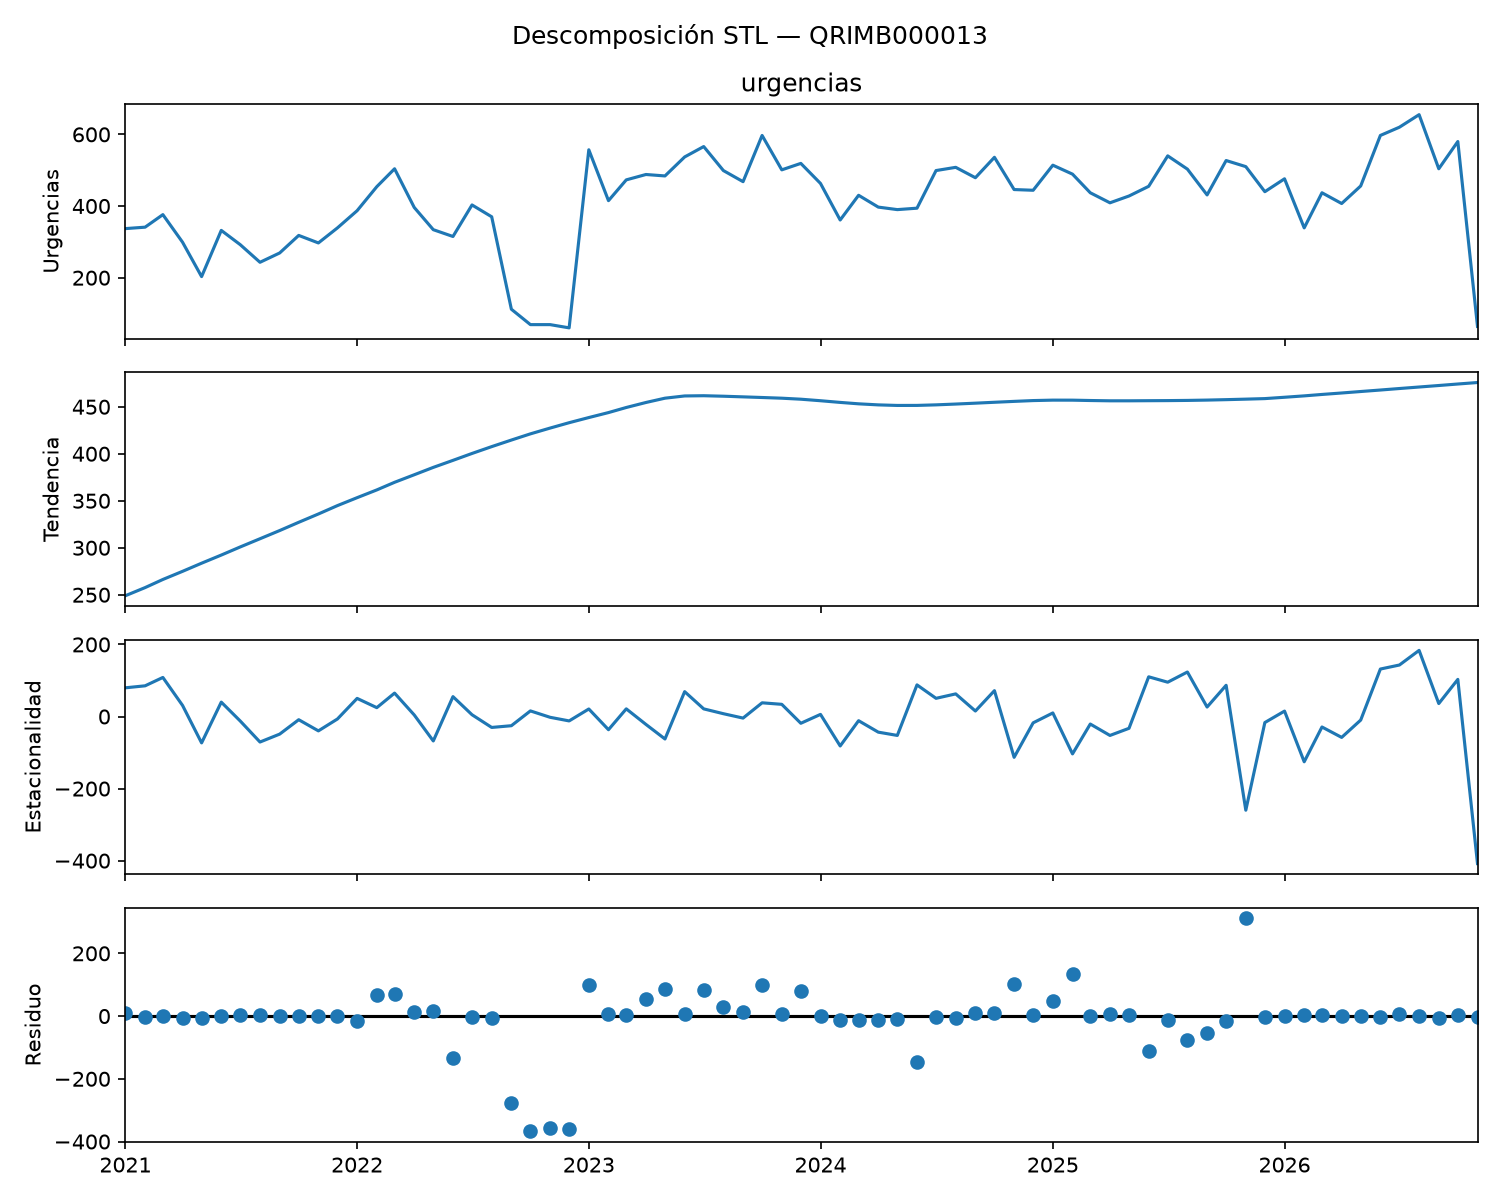 Descomposición STL — QRIMB000013
urgencias
Urgencias
600
400
200
Tendencia
450
400
350
300
250
Estacionalidad
200
0
−200
−400
Residuo
200
0
−200
−400
2021 2022 2023 2024 2025 2026